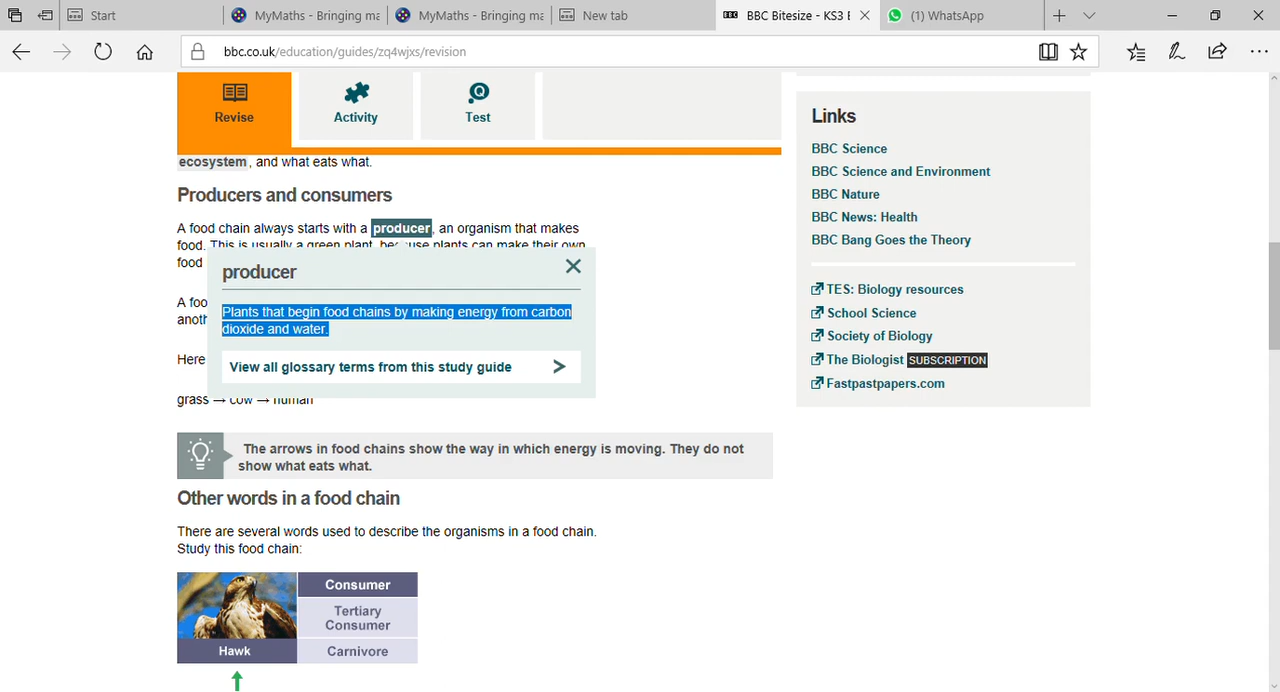 Start
MyMaths - Bringing ma
MyMaths - Bringing ma
New tab
BBC Bitesize - KS3 B
(1) WhatsApp
bbc.co.uk/education/guides/zq4wjxs/revision
Revise
Activity
Test
ecosystem, and what eats what.
Producers and consumers
A food chain always starts with a producer, an organism that makes
food. This is usually a green plant, because plants can make their own
food
producer
Plants that begin food chains by making energy from carbon
dioxide and water.
View all glossary terms from this study guide
A foo
anoth
Here
grass → cow → human
The arrows in food chains show the way in which energy is moving. They do not
show what eats what.
Other words in a food chain
There are several words used to describe the organisms in a food chain.
Study this food chain:
Consumer
Tertiary
Consumer
Hawk
Carnivore
Links
BBC Science
BBC Science and Environment
BBC Nature
BBC News: Health
BBC Bang Goes the Theory
TES: Biology resources
School Science
Society of Biology
The Biologist SUBSCRIPTION
Fastpastpapers.com